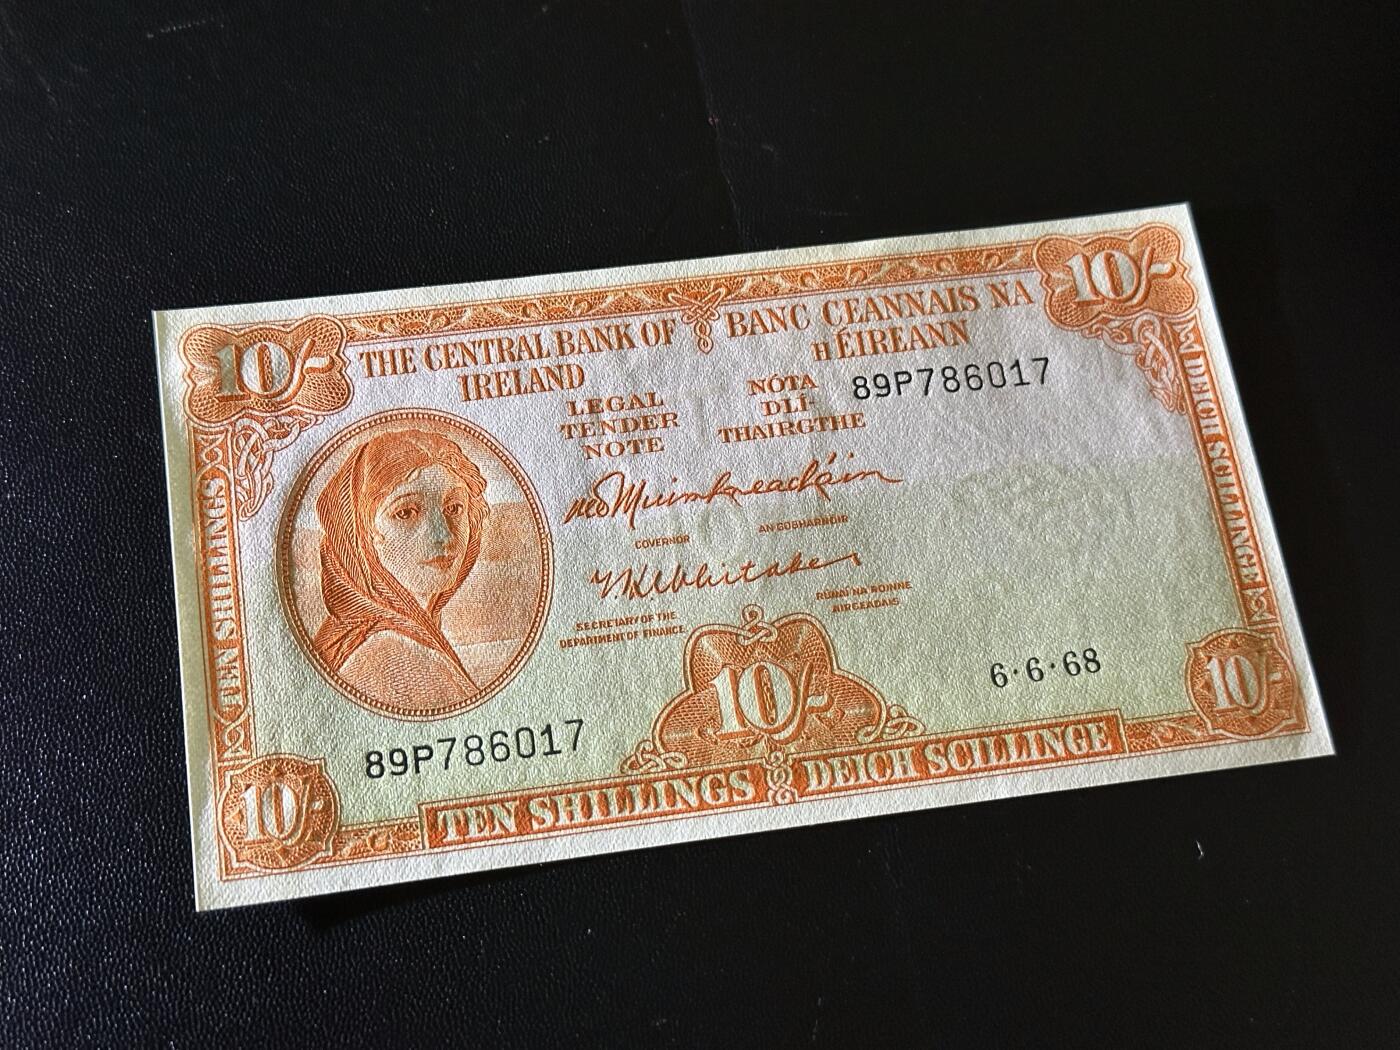 10/-
THE CENTRAL BANK OF
IRELAND
BANC CEANNAIS NA
hÉIREANN
10/-
LEGAL
TENDER
NOTE
NÓTA
DLÍ-
THAIRGTHE
89P786017
GOVERNOR
AN GOBHARNÓIR
T K Whitaker
SECRETARY OF THE
DEPARTMENT OF FINANCE
RÚNAÍ NA ROINNE
AIRGEADAIS
TEN SHILLINGS
DEICH SCILLINGE
6·6·68
89P786017
10/-
10/-
10/-
TEN SHILLINGS
DEICH SCILLINGE